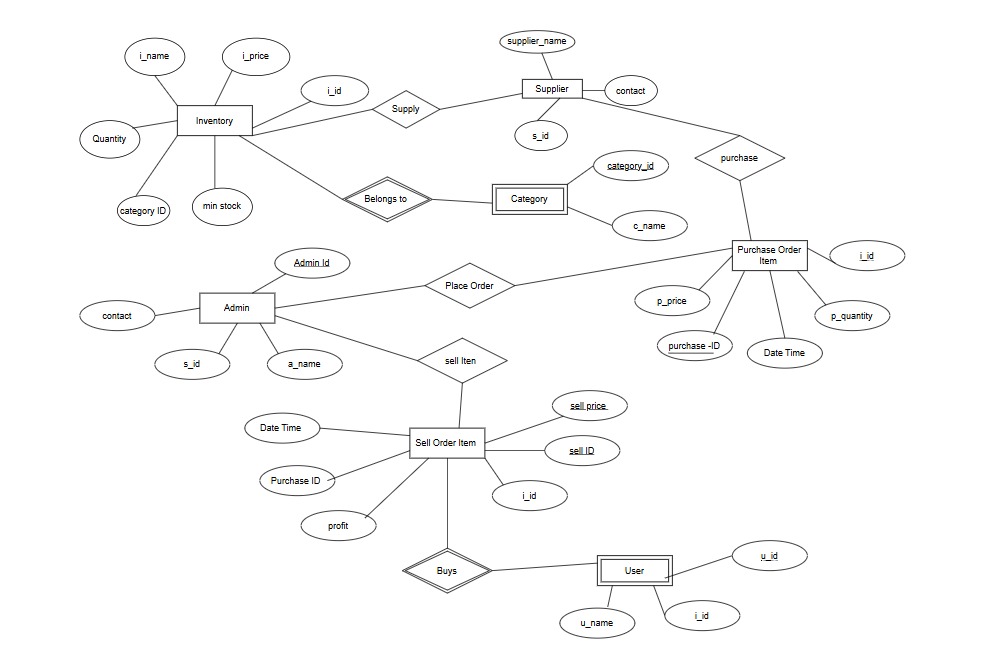 supplier_name
i_name
i_price
i_id
Supplier
contact
Supply
Inventory
Quantity
s_id
purchase
category_id
Belongs to
Category
category ID
min stock
c_name
Purchase Order
Item
i_id
Admin Id
Place Order
p_price
Admin
contact
p_quantity
purchase -ID
Date Time
s_id
a_name
sell Iten
sell price
Date Time
Sell Order Item
sell ID
Purchase ID
i_id
profit
u_id
Buys
User
u_name
i_id